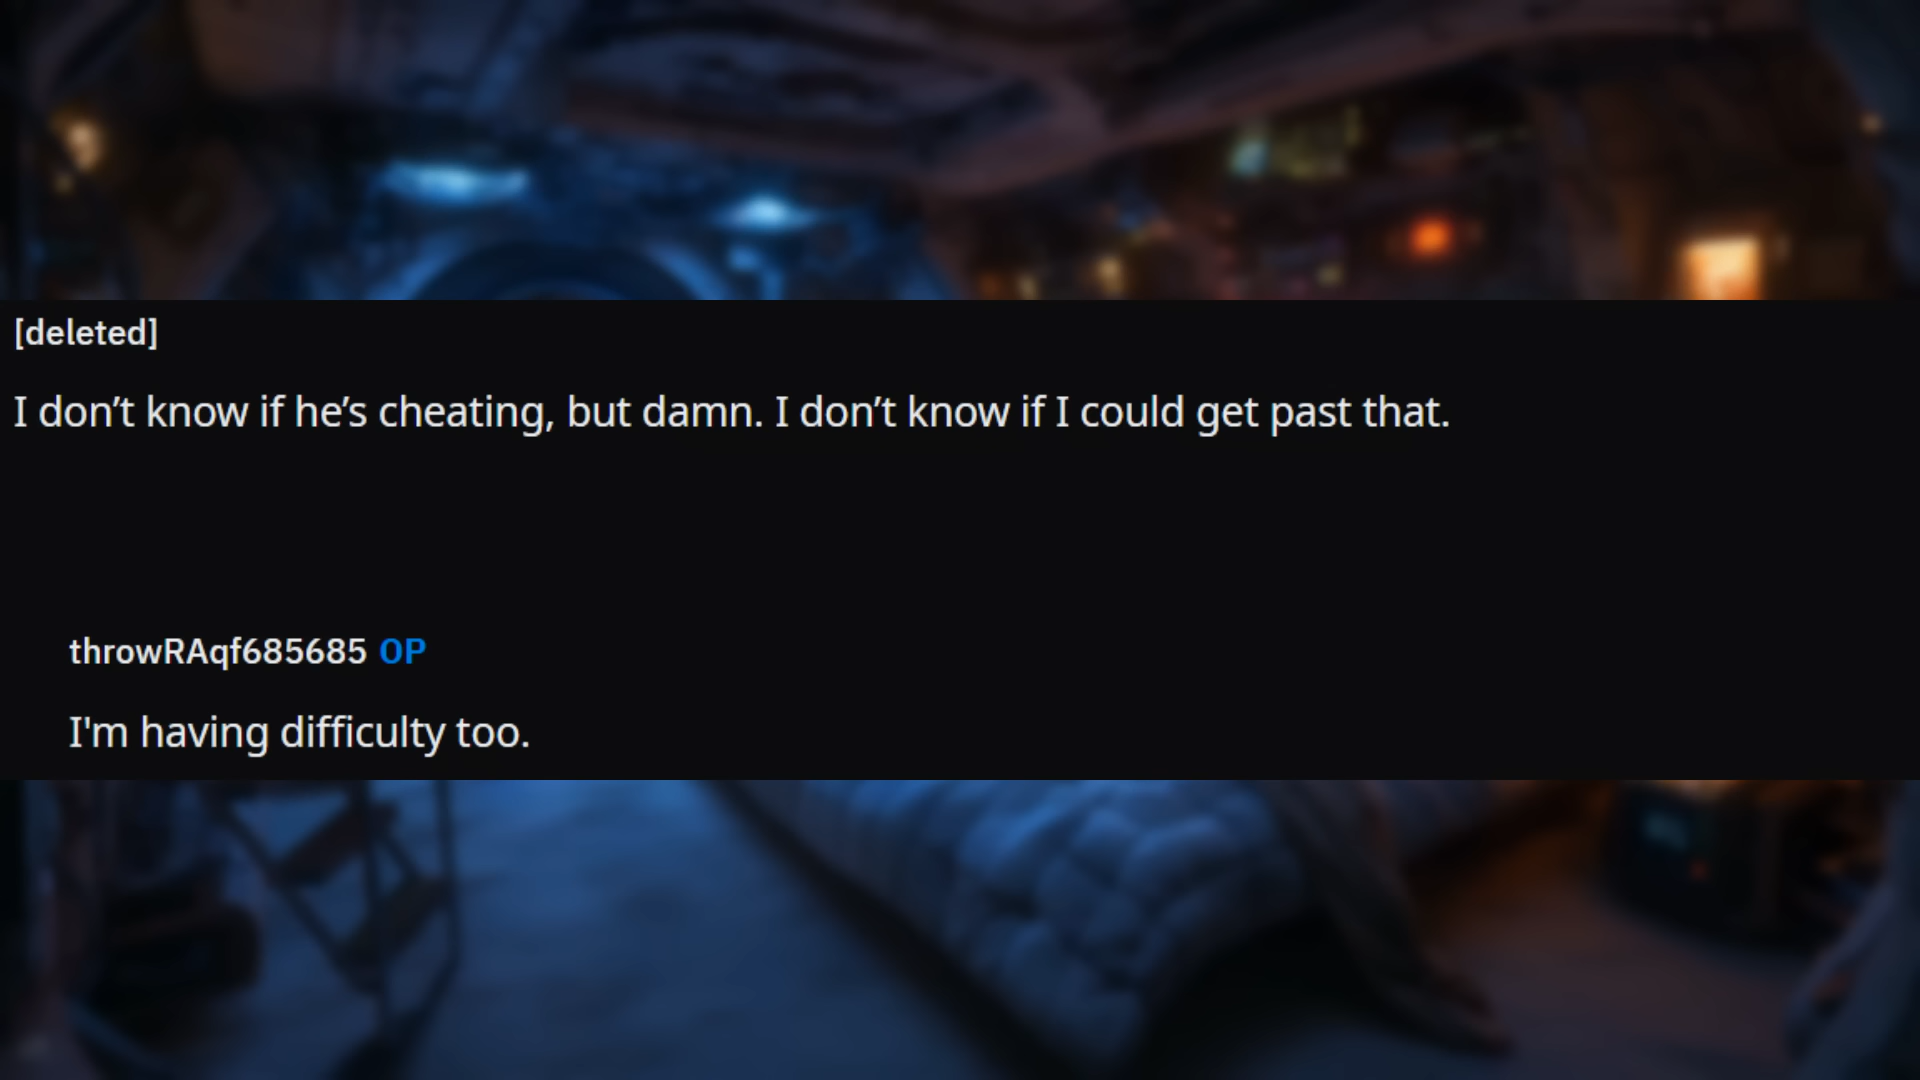 [deleted]
I don’t know if he’s cheating, but damn. I don’t know if I could get past that.
throwRAqf685685 OP
I'm having difficulty too.